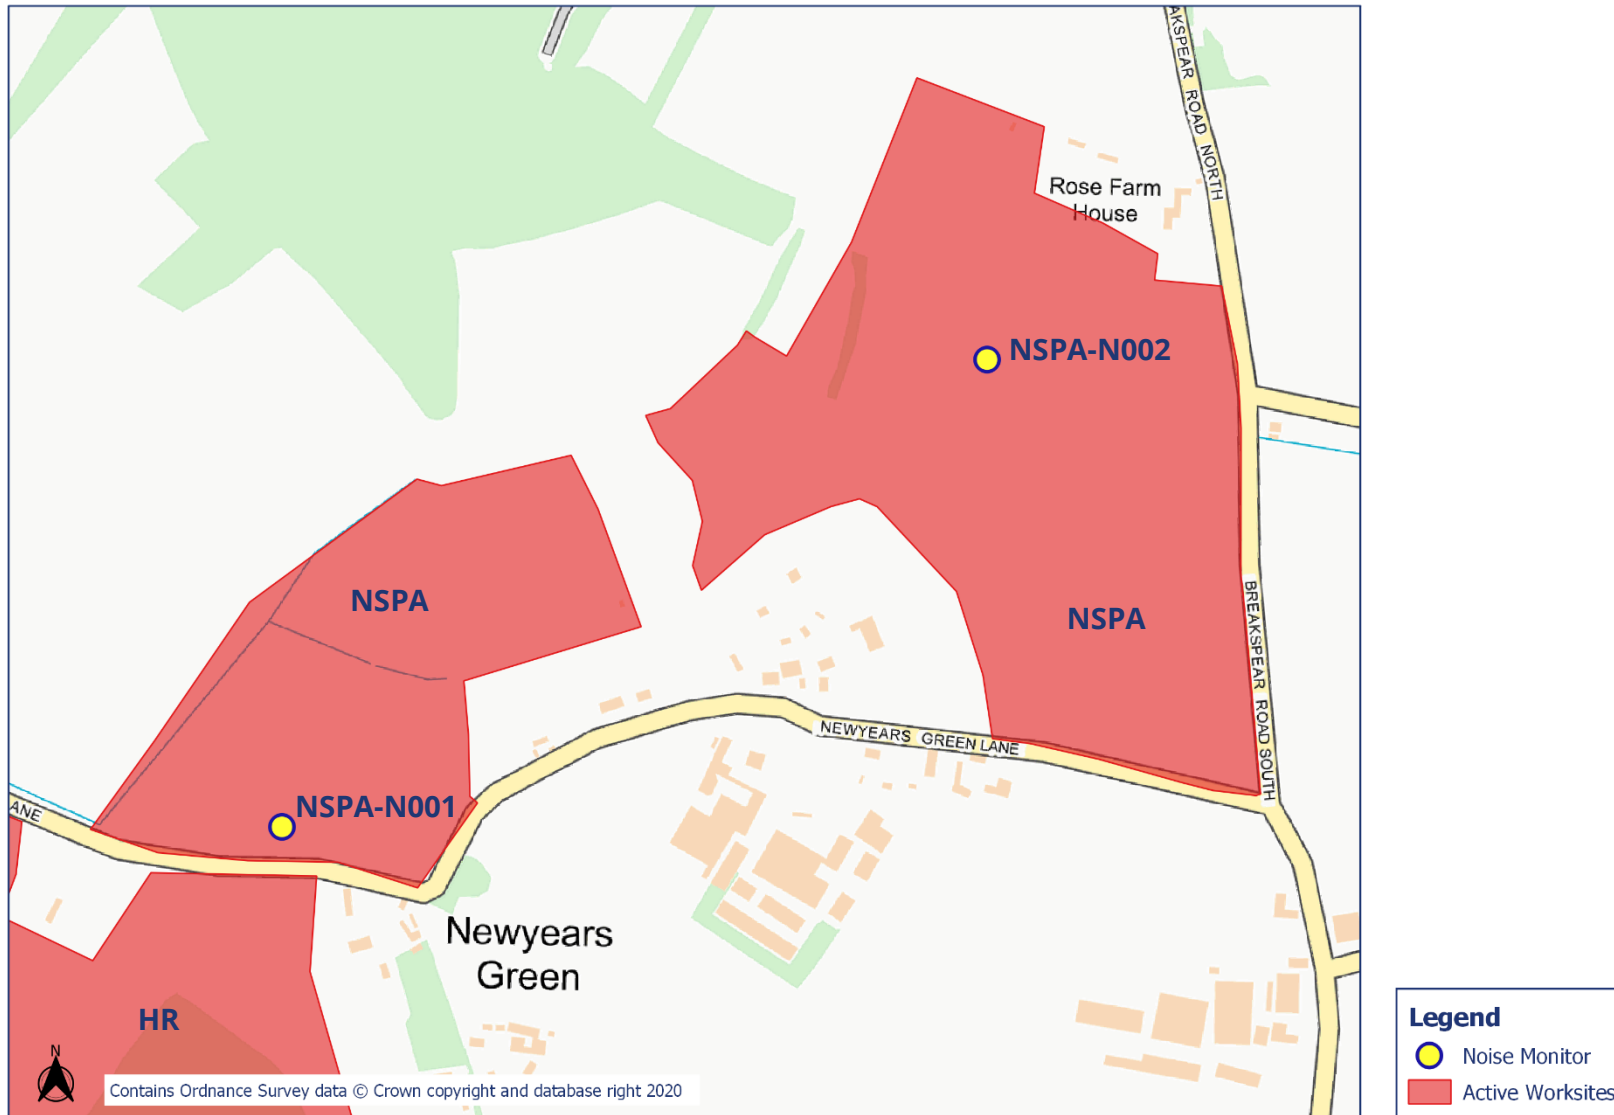 AKSPEAR ROAD NORTH
Rose Farm
House
NSPA-N002
NSPA
NSPA
BREAKSPEAR ROAD SOUTH
NEWYEARS GREEN LANE
NSPA-N001
ANE
Newyears
Green
HR
N
Contains Ordnance Survey data © Crown copyright and database right 2020
Legend
Noise Monitor
Active Worksites